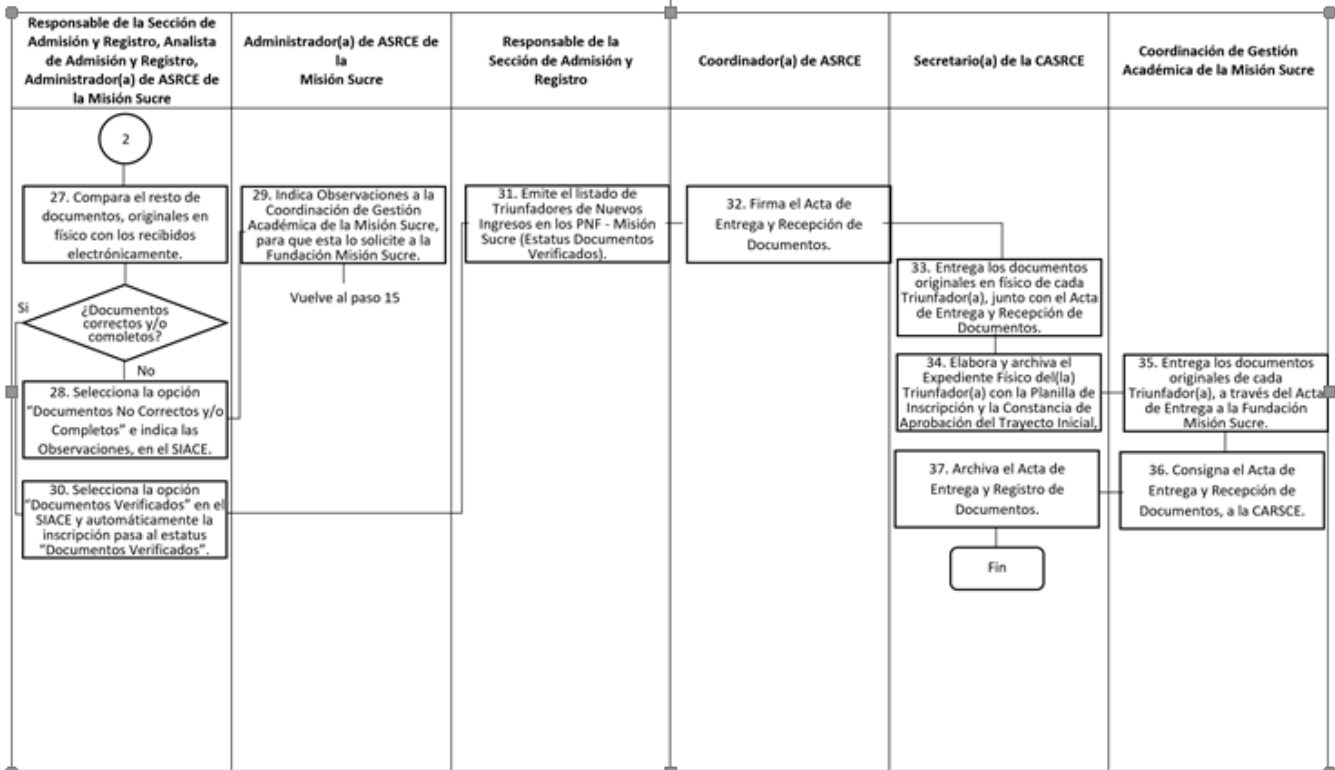 Responsable de la Sección de
Admisión y Registro, Analista
de Admisión y Registro,
Administrador(a) de ASRCE de
la Misión Sucre
Administrador(a) de ASRCE de
la
Misión Sucre
Responsable de la
Sección de Admisión y
Registro
Coordinador(a) de ASRCE
Secretario(a) de la CASRCE
Coordinación de Gestión
Académica de la Misión Sucre
2
27. Compara el resto de
documentos, originales en
físico con los recibidos
electrónicamente.
Si
¿Documentos
correctos y/o
completos?
No
28. Selecciona la opción
"Documentos No Correctos y/o
Completos" e indica las
Observaciones, en el SIACE.
30. Selecciona la opción
"Documentos Verificados" en el
SIACE y automáticamente la
inscripción pasa al estatus
"Documentos Verificados".
29. Indica Observaciones a la
Coordinación de Gestión
Académica de la Misión Sucre,
para que esta lo solicite a la
Fundación Misión Sucre.
Vuelve al paso 15
31. Emite el listado de
Triunfadores de Nuevos
Ingresos en los PNF - Misión
Sucre (Estatus Documentos
Verificados).
32. Firma el Acta de
Entrega y Recepción de
Documentos.
33. Entrega los documentos
originales en físico de cada
Triunfador(a), junto con el Acta
de Entrega y Recepción de
Documentos.
34. Elabora y archiva el
Expediente Físico del(la)
Triunfador(a) con la Planilla de
Inscripción y la Constancia de
Aprobación del Trayecto Inicial,
35. Entrega los documentos
originales de cada
Triunfador(a), a través del Acta
de Entrega a la Fundación
Misión Sucre.
36. Consigna el Acta de
Entrega y Recepción de
Documentos, a la CARSCE.
37. Archiva el Acta de
Entrega y Registro de
Documentos.
Fin